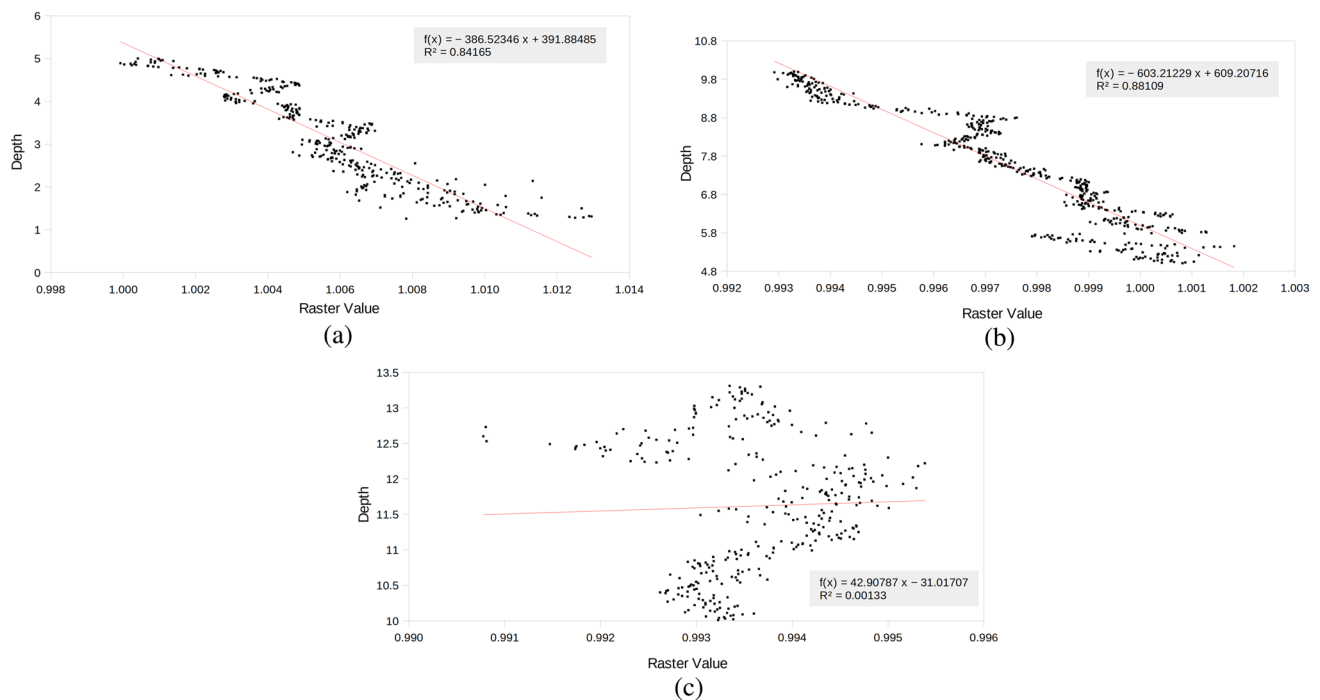 6
5
4
3
2
1
0
Depth
f(x) = − 386.52346 x + 391.88485
R² = 0.84165
0.998 1.000 1.002 1.004 1.006 1.008 1.010 1.012 1.014
Raster Value
(a)
10.8
9.8
8.8
7.8
6.8
5.8
4.8
Depth
f(x) = − 603.21229 x + 609.20716
R² = 0.88109
0.992 0.993 0.994 0.995 0.996 0.997 0.998 0.999 1.000 1.001 1.002 1.003
Raster Value
(b)
13.5
13
12.5
12
11.5
11
10.5
10
Depth
f(x) = 42.90787 x − 31.01707
R² = 0.00133
0.990 0.991 0.992 0.993 0.994 0.995 0.996
Raster Value
(c)